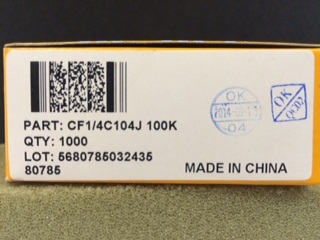 PART: CF1/4C104J 100K
QTY: 1000
LOT: 5680785032435
80785
MADE IN CHINA
OK
04
OK